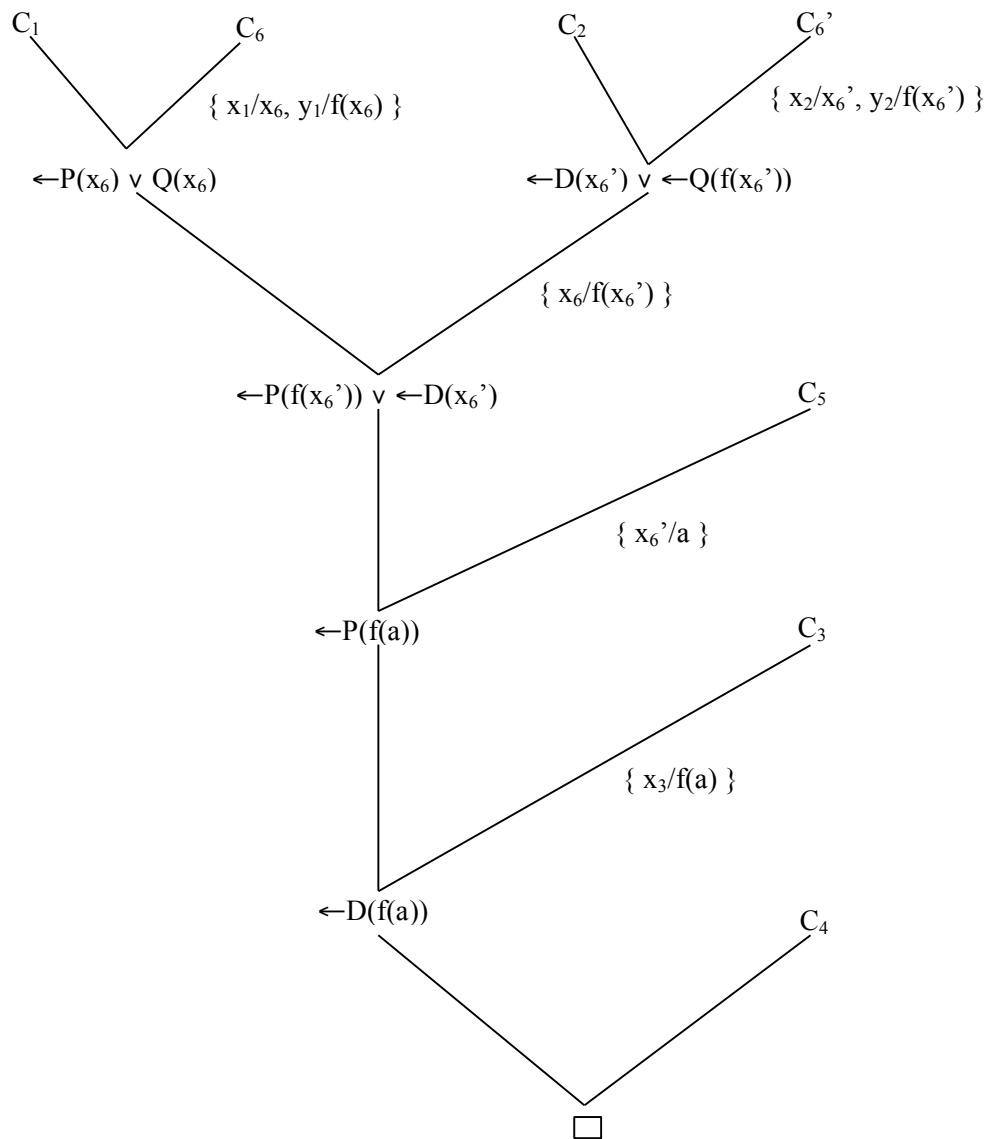 C₁ C₆ C₂ C₆’
{ x₁/x₆, y₁/f(x₆) } { x₂/x₆’, y₂/f(x₆’) }
←P(x₆) ∨ Q(x₆) ←D(x₆’) ∨ ←Q(f(x₆’))
{ x₆/f(x₆’) }
←P(f(x₆’)) ∨ ←D(x₆’) C₅
{ x₆’/a }
←P(f(a)) C₃
{ x₃/f(a) }
←D(f(a)) C₄